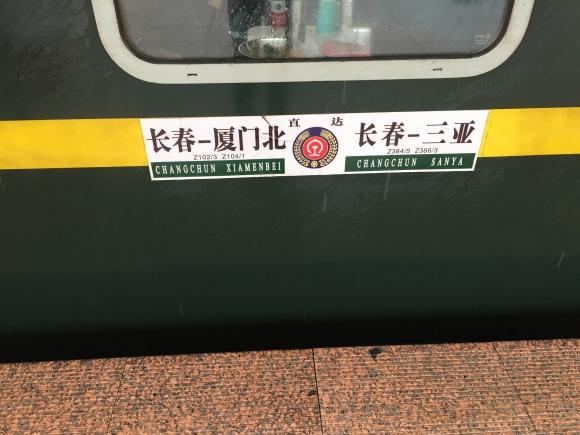 直 达
长春-厦门北 长春-三亚
Z102/3 Z104/1 Z384/5 Z386/3
CHANGCHUN XIAMENBEI CHANGCHUN SANYA